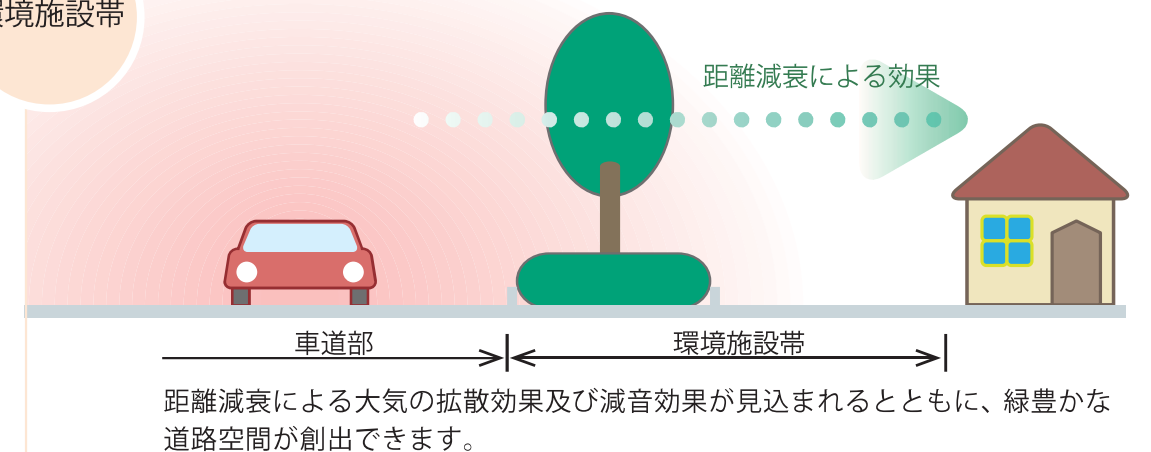 環境施設帯
距離減衰による効果
車道部
環境施設帯
距離減衰による大気の拡散効果及び減音効果が見込まれるとともに、緑豊かな
道路空間が創出できます。